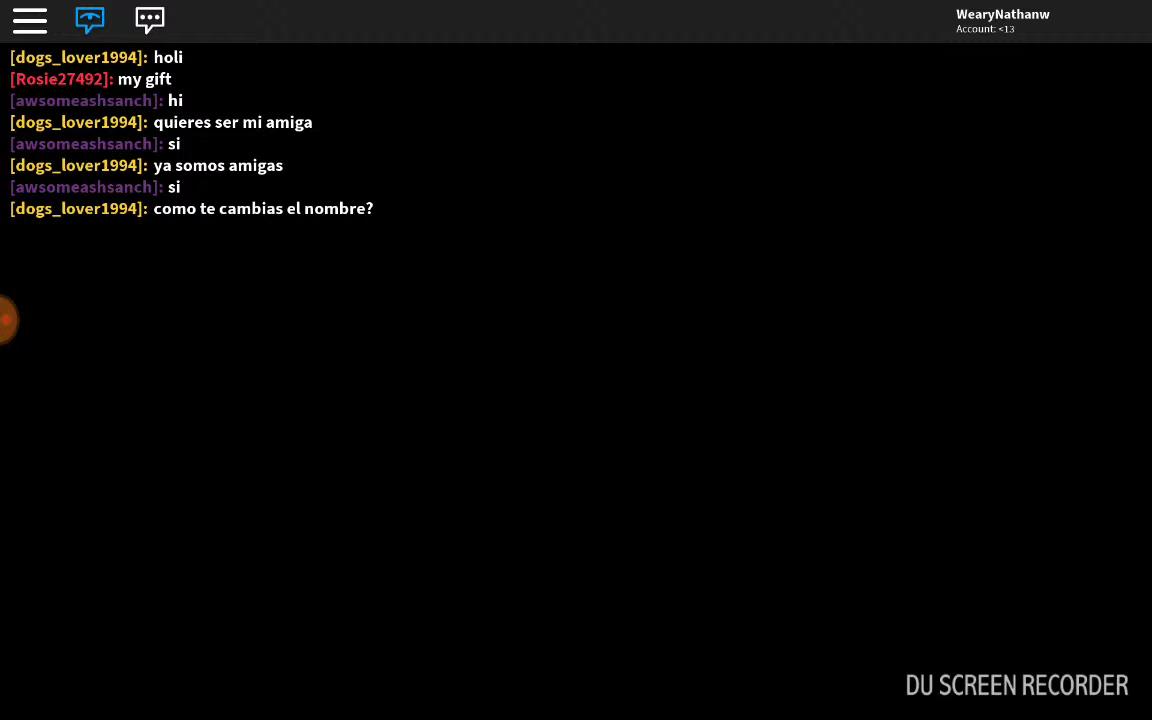 WearyNathanw
Account: <13
[dogs_lover1994]: holi
[Rosie27492]: my gift
[awsomeashsanch]: hi
[dogs_lover1994]: quieres ser mi amiga
[awsomeashsanch]: si
[dogs_lover1994]: ya somos amigas
[awsomeashsanch]: si
[dogs_lover1994]: como te cambias el nombre?
DU SCREEN RECORDER